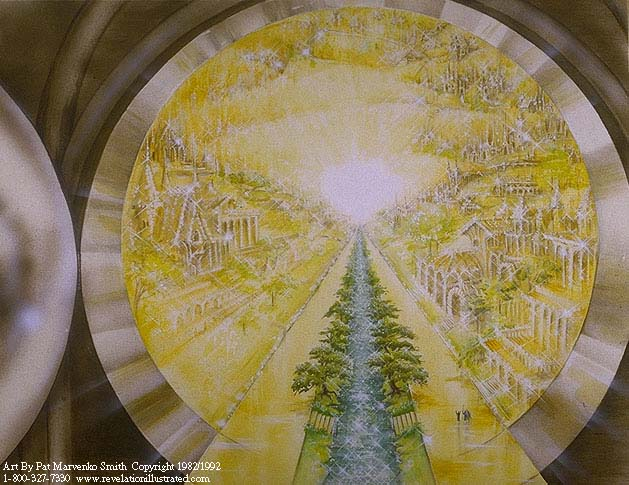 Art By Pat Marvenko Smith Copyright 1982/1992
1-800-327-7330 www.revelationillustrated.com